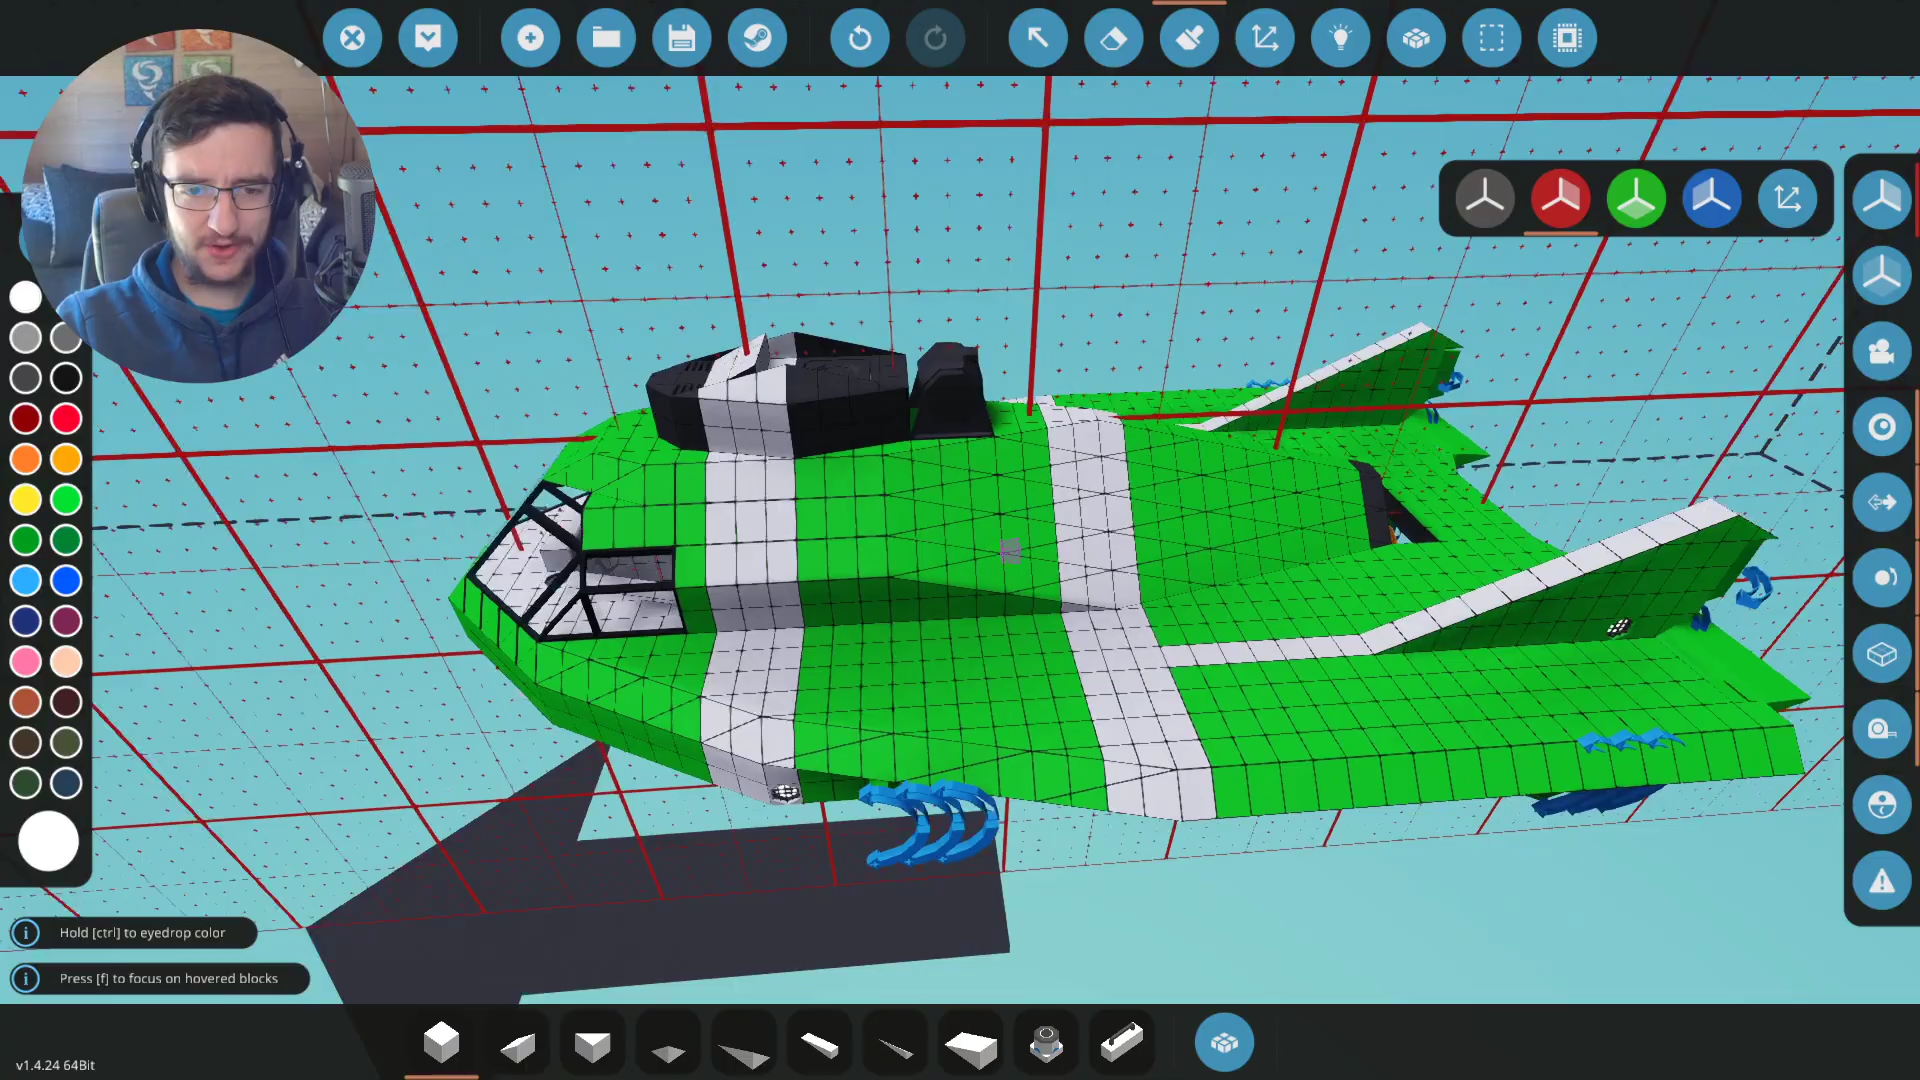 Hold [ctrl] to eyedrop color
Press [f] to focus on hovered blocks
v1.4.24 64Bit